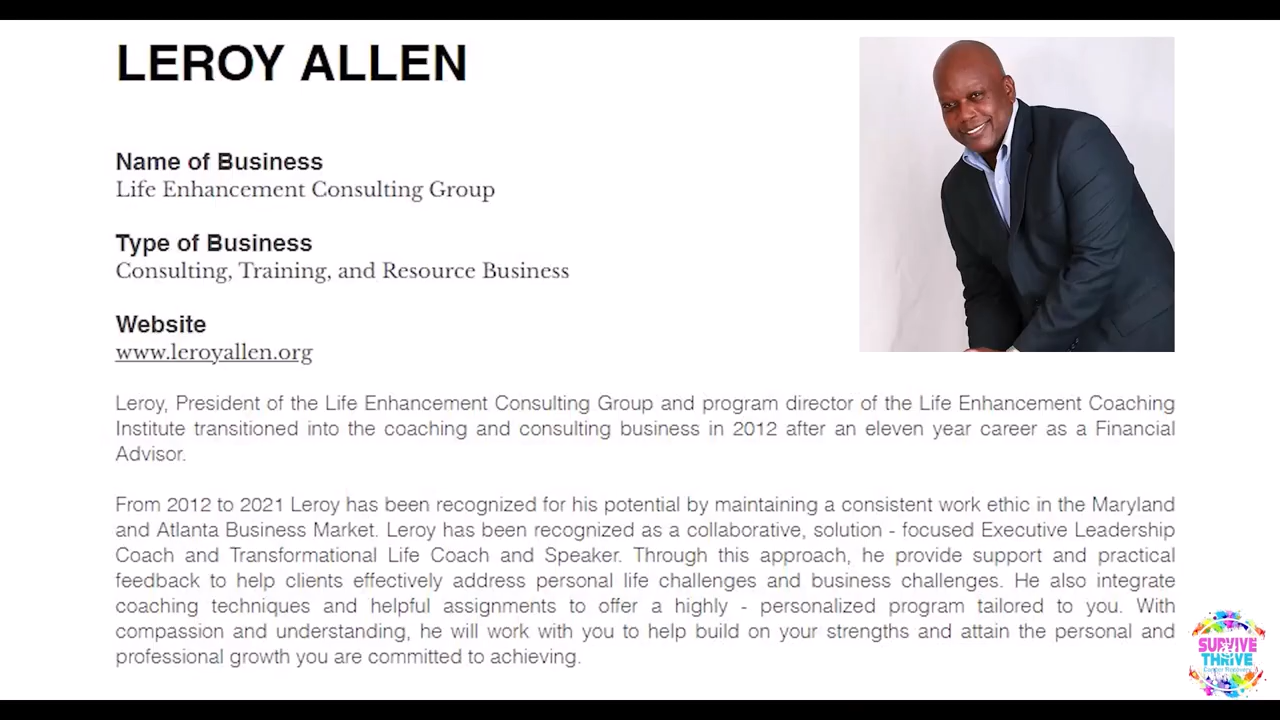 LEROY ALLEN
Name of Business
Life Enhancement Consulting Group
Type of Business
Consulting, Training, and Resource Business
Website
www.leroyallen.org
Leroy, President of the Life Enhancement Consulting Group and program director of the Life Enhancement Coaching
Institute transitioned into the coaching and consulting business in 2012 after an eleven year career as a Financial
Advisor.
From 2012 to 2021 Leroy has been recognized for his potential by maintaining a consistent work ethic in the Maryland
and Atlanta Business Market. Leroy has been recognized as a collaborative, solution - focused Executive Leadership
Coach and Transformational Life Coach and Speaker. Through this approach, he provide support and practical
feedback to help clients effectively address personal life challenges and business challenges. He also integrate
coaching techniques and helpful assignments to offer a highly - personalized program tailored to you. With
compassion and understanding, he will work with you to help build on your strengths and attain the personal and
professional growth you are committed to achieving.
SURVIVE
&
THRIVE